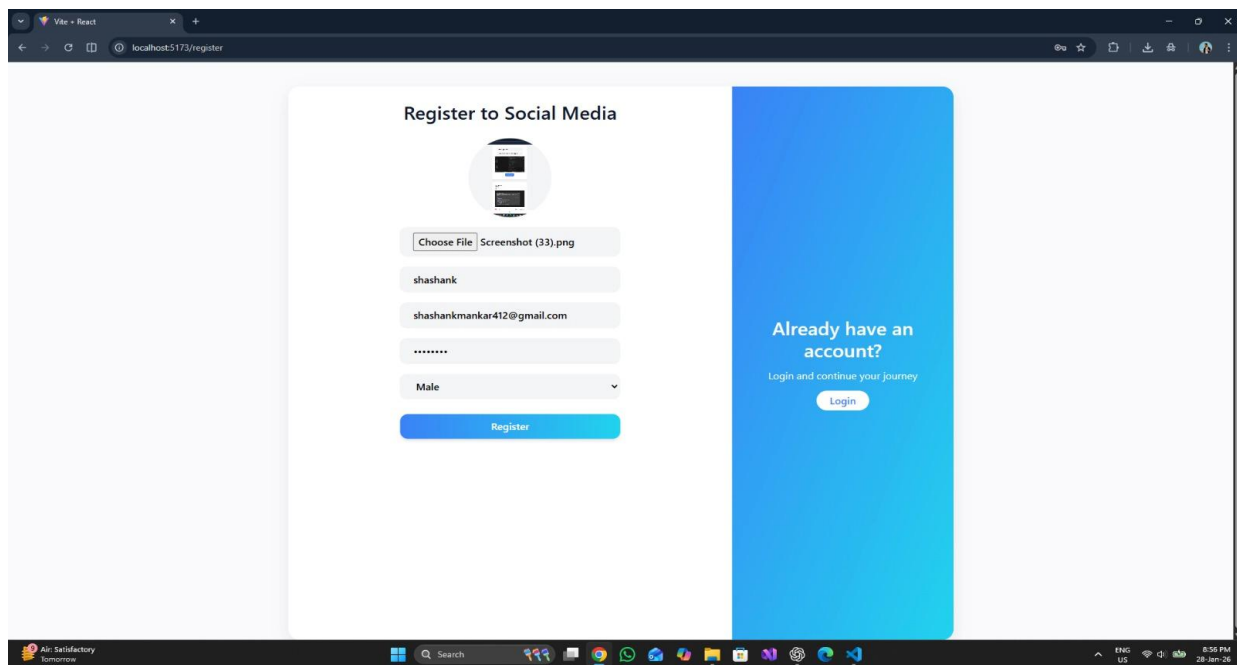 Vite + React
localhost:5173/register
Register to Social Media
Choose File Screenshot (33).png
shashank
shashankmankar412@gmail.com
••••••••
Male
Register
Already have an
account?
Login and continue your journey
Login
Air: Satisfactory
Tomorrow
Search
ENG
US
8:56 PM
28-Jan-26